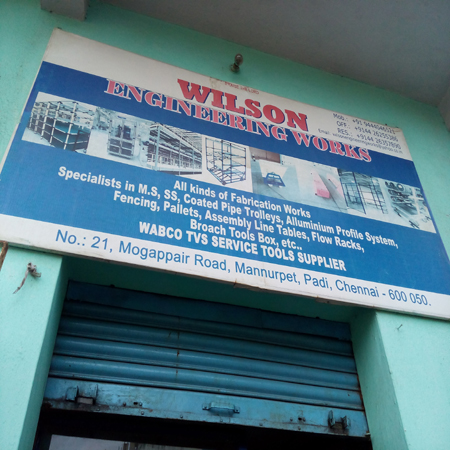 WILSON
ENGINEERING WORKS
All kinds of Fabrication Works
Specialists in M.S, SS, Coated Pipe Trolleys, Alluminium Profile System,
Fencing, Pallets, Assembly Line Tables, Flow Racks,
Broach Tools Box, etc..
WABCO TVS SERVICE TOOLS SUPPLIER
No.: 21, Mogappair Road, Mannurpet, Padi, Chennai - 600 050.